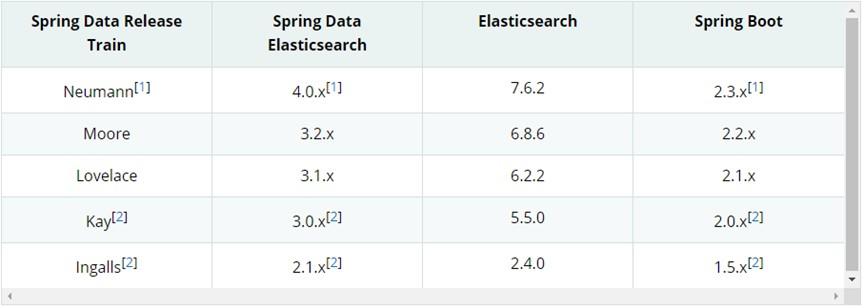 Spring Data Release Train Spring Data Elasticsearch Elasticsearch Spring Boot
Neumann[1] 4.0.x[1] 7.6.2 2.3.x[1]
Moore 3.2.x 6.8.6 2.2.x
Lovelace 3.1.x 6.2.2 2.1.x
Kay[2] 3.0.x[2] 5.5.0 2.0.x[2]
Ingalls[2] 2.1.x[2] 2.4.0 1.5.x[2]